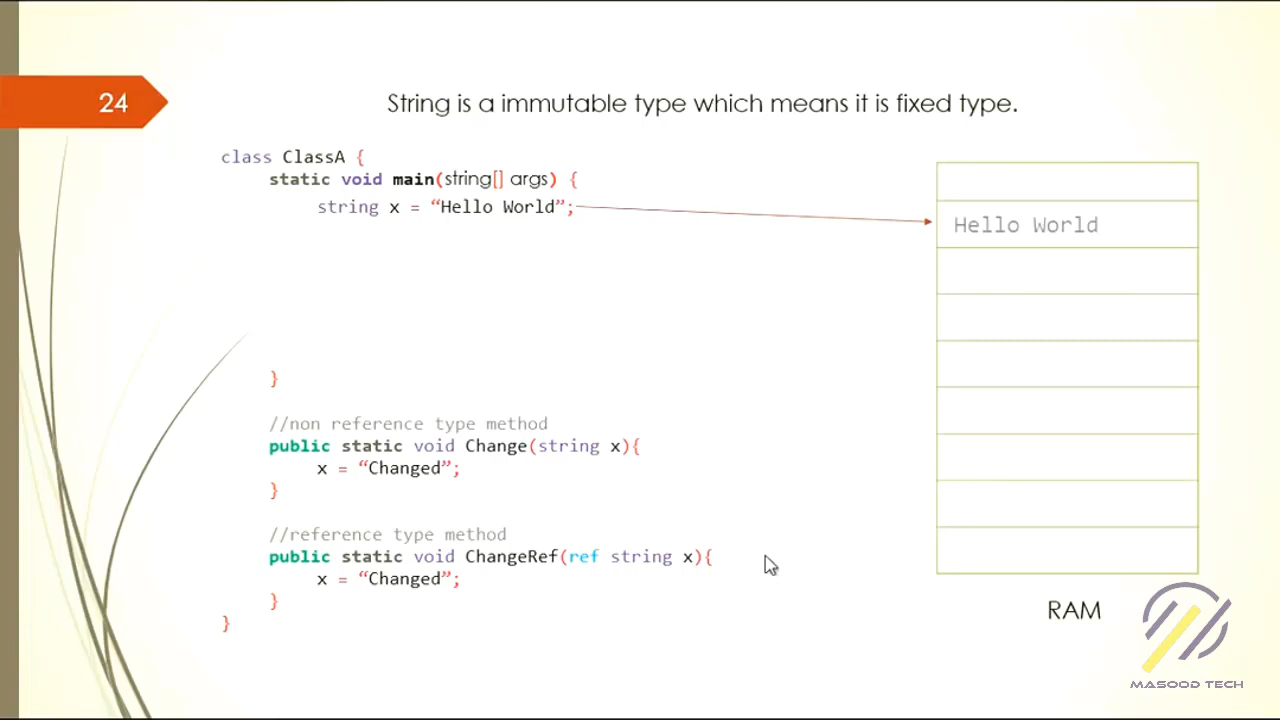 24
String is a immutable type which means it is fixed type.
class ClassA {
static void main(string[] args) {
string x = “Hello World”;
Hello World
}
//non reference type method
public static void Change(string x){
x = “Changed”;
}
//reference type method
public static void ChangeRef(ref string x){
x = “Changed”;
}
}
RAM
MASOOD TECH